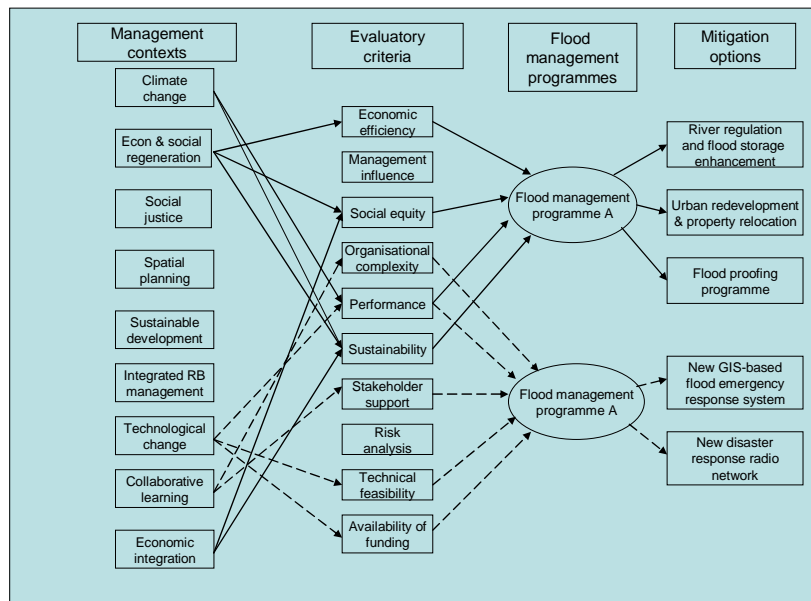 Management
contexts
Evaluatory
criteria
Flood
management
programmes
Mitigation
options
Climate
change
Econ & social
regeneration
Social
justice
Spatial
planning
Sustainable
development
Integrated RB
management
Technological
change
Collaborative
learning
Economic
integration
Economic
efficiency
Management
influence
Social equity
Organisational
complexity
Performance
Sustainability
Stakeholder
support
Risk
analysis
Technical
feasibility
Availability of
funding
Flood management
programme A
Flood management
programme A
River regulation
and flood storage
enhancement
Urban redevelopment
& property relocation
Flood proofing
programme
New GIS-based
flood emergency
response system
New disaster
response radio
network